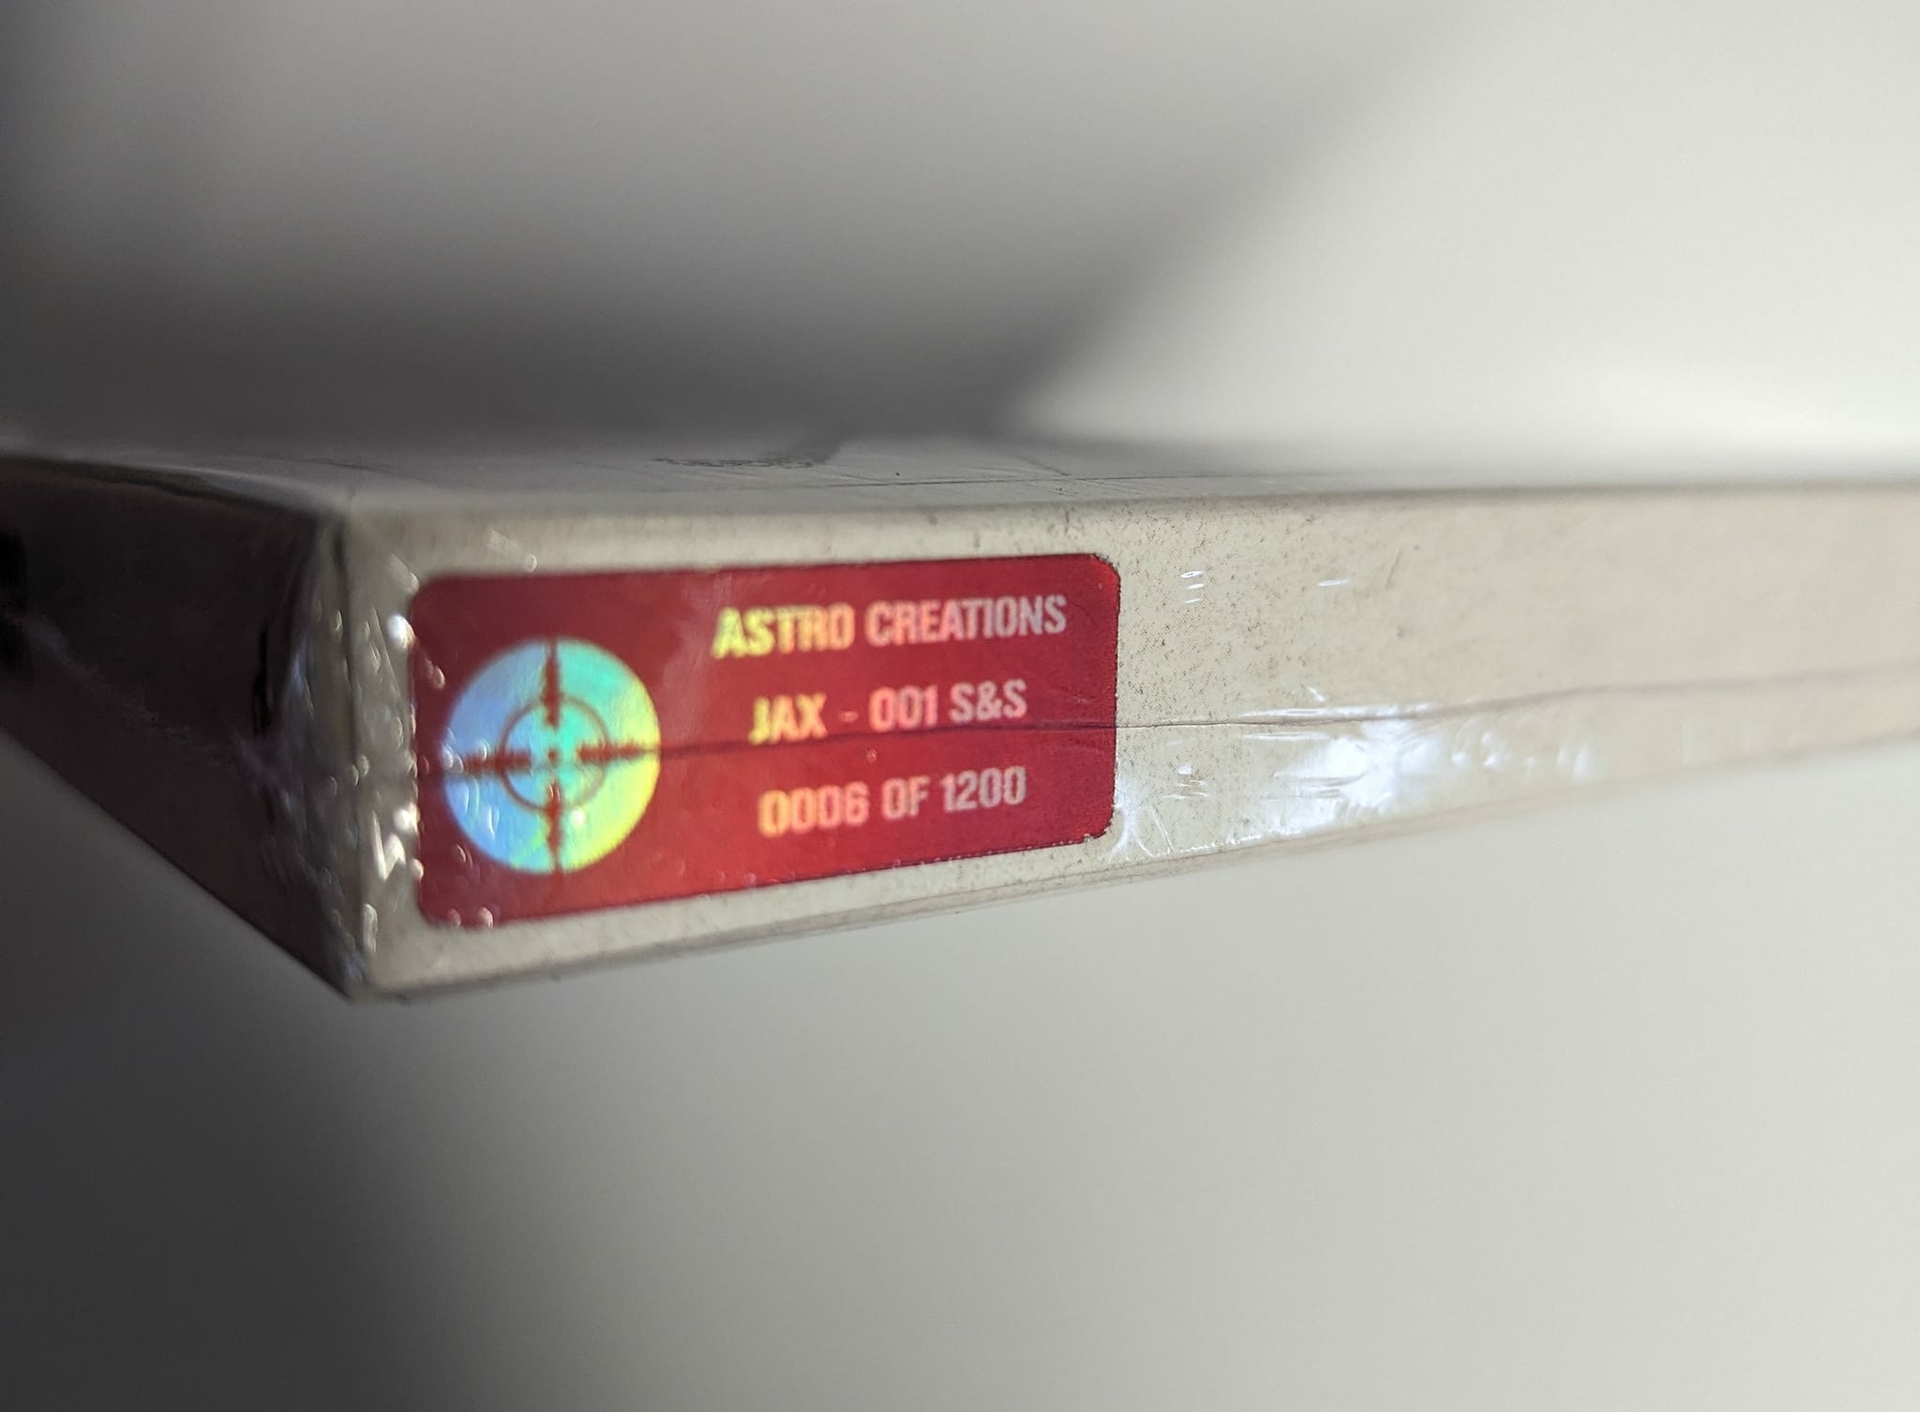 ASTRO CREATIONS
JAX - 001 S&S
0006 OF 1200